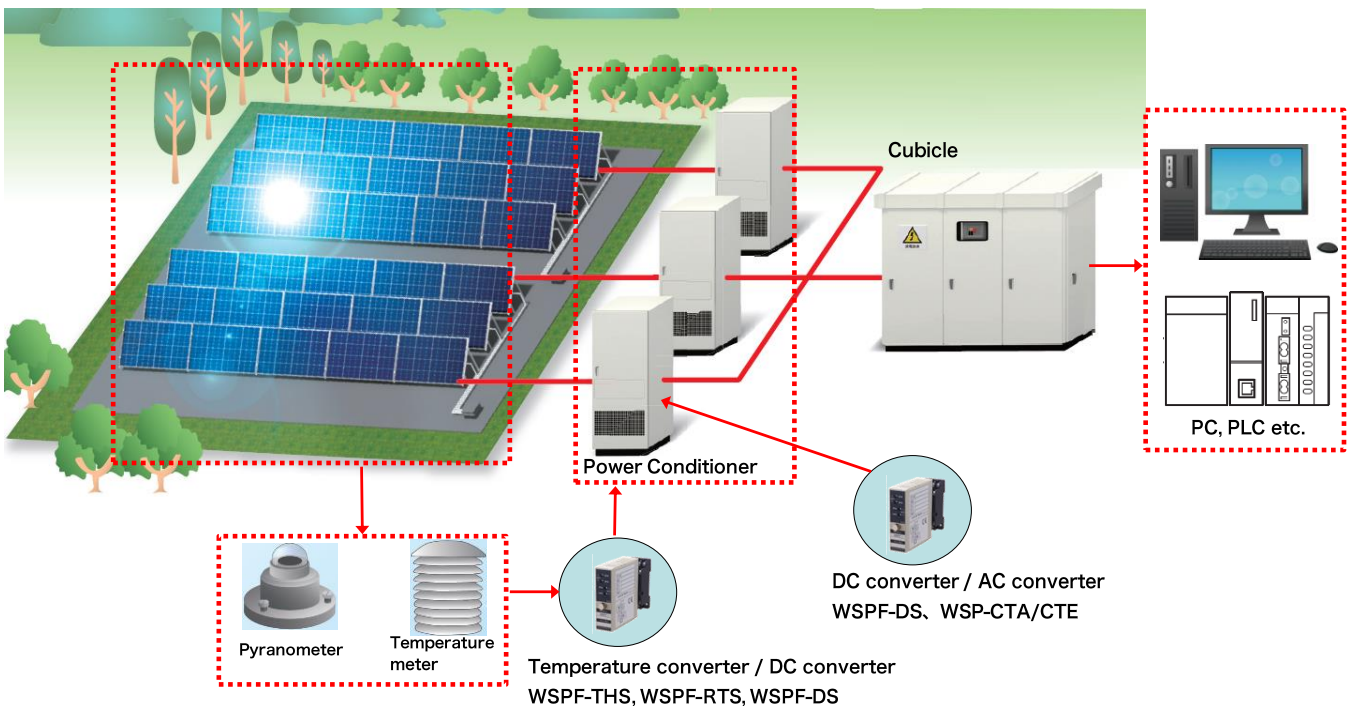 Cubicle
PC, PLC etc.
Power Conditioner
Pyranometer
Temperature
meter
DC converter / AC converter
WSPF-DS、WSP-CTA/CTE
Temperature converter / DC converter
WSPF-THS, WSPF-RTS, WSPF-DS